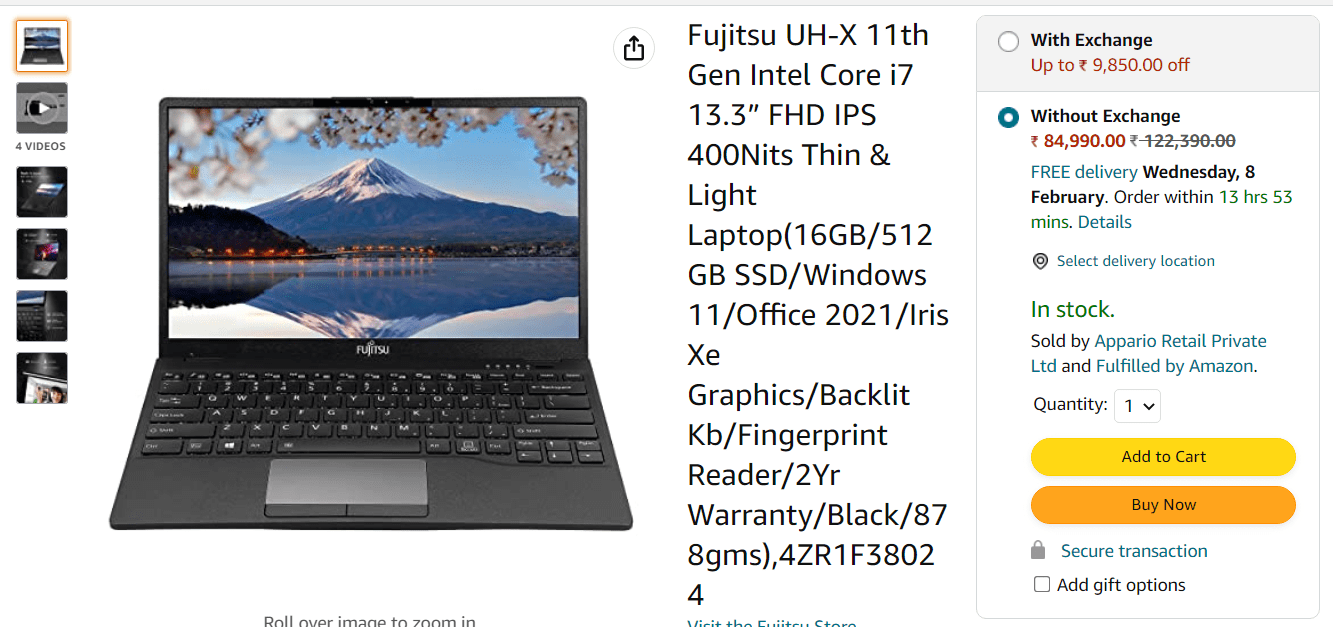 4 VIDEOS
FUJITSU
Roll over image to zoom in
Fujitsu UH-X 11th
Gen Intel Core i7
13.3” FHD IPS
400Nits Thin &
Light
Laptop(16GB/512
GB SSD/Windows
11/Office 2021/Iris
Xe
Graphics/Backlit
Kb/Fingerprint
Reader/2Yr
Warranty/Black/87
8gms),4ZR1F3802
4
Visit the Fujitsu Store
With Exchange
Up to ₹ 9,850.00 off
Without Exchange
₹ 84,990.00 ₹ 122,390.00
FREE delivery Wednesday, 8
February. Order within 13 hrs 53
mins. Details
Select delivery location
In stock.
Sold by Appario Retail Private
Ltd and Fulfilled by Amazon.
Quantity: 1
Add to Cart
Buy Now
Secure transaction
Add gift options